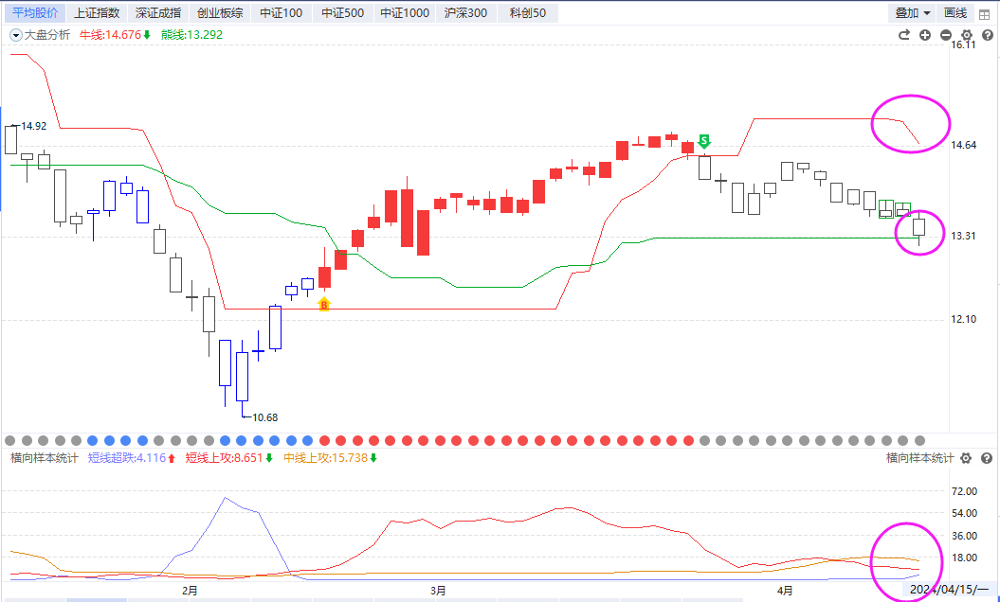 平均股价 上证指数 深证成指 创业板综 中证100 中证500 中证1000 沪深300 科创50 叠加 画线
大盘分析 牛线:14.676 熊线:13.292
16.11
14.92
14.64
S
13.31
B
12.10
10.68
横向样本统计 短线超跌:4.116 短线上攻:8.651 中线上攻:15.738 横向样本统计
72.00
54.00
36.00
18.00
2月 3月 4月 2024/04/15/一